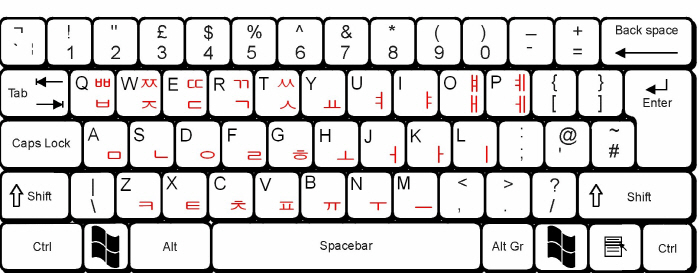 ¬ ! " £ $ % ^ & * ( ) _ + Back space
` ¦ 1 2 3 4 5 6 7 8 9 0 - =
Q ㅃ W ㅉ E ㄸ R ㄲ T ㅆ Y U I O ㅒ P ㅖ { }
Tab ㅂ ㅈ ㄷ ㄱ ㅅ ㅛ ㅕ ㅑ ㅐ ㅔ [ ] Enter
A S D F G H J K L : @ ~
Caps Lock ㅁ ㄴ ㅇ ㄹ ㅎ ㅗ ㅓ ㅏ ㅣ ; ' #
| Z X C V B N M < > ?
Shift \ ㅋ ㅌ ㅊ ㅍ ㅠ ㅜ ㅡ , . / Shift
Ctrl Alt Spacebar Alt Gr Ctrl